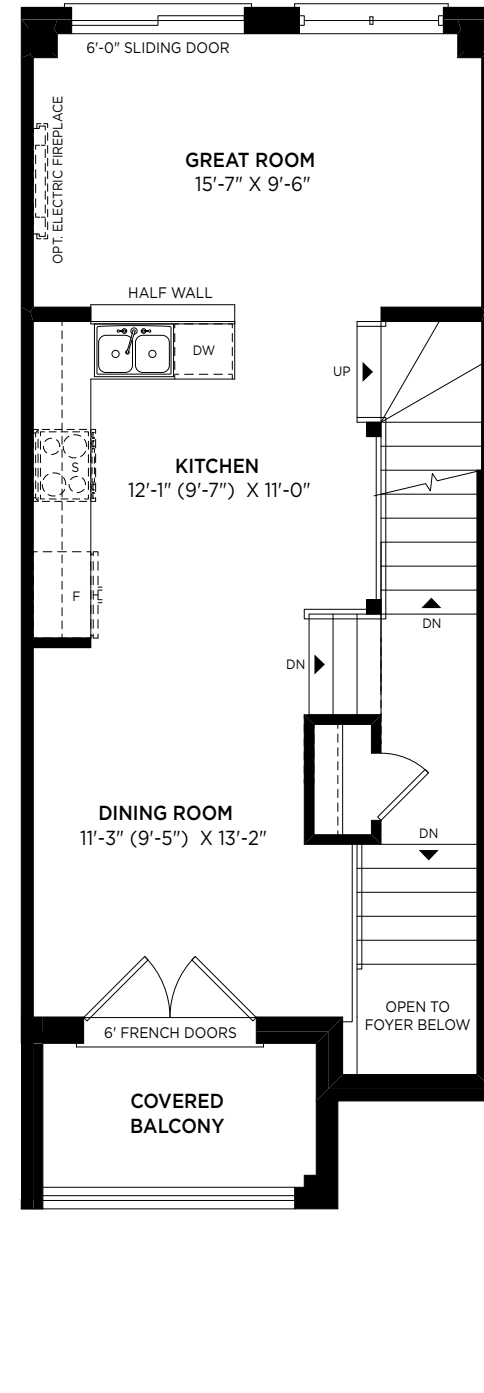 6'-0" SLIDING DOOR
OPT. ELECTRIC FIREPLACE
GREAT ROOM
15'-7" X 9'-6"
HALF WALL
DW
UP
S
KITCHEN
12'-1" (9'-7") X 11'-0"
F
DN
DN
DINING ROOM
11'-3" (9'-5") X 13'-2"
DN
OPEN TO
FOYER BELOW
6' FRENCH DOORS
COVERED
BALCONY